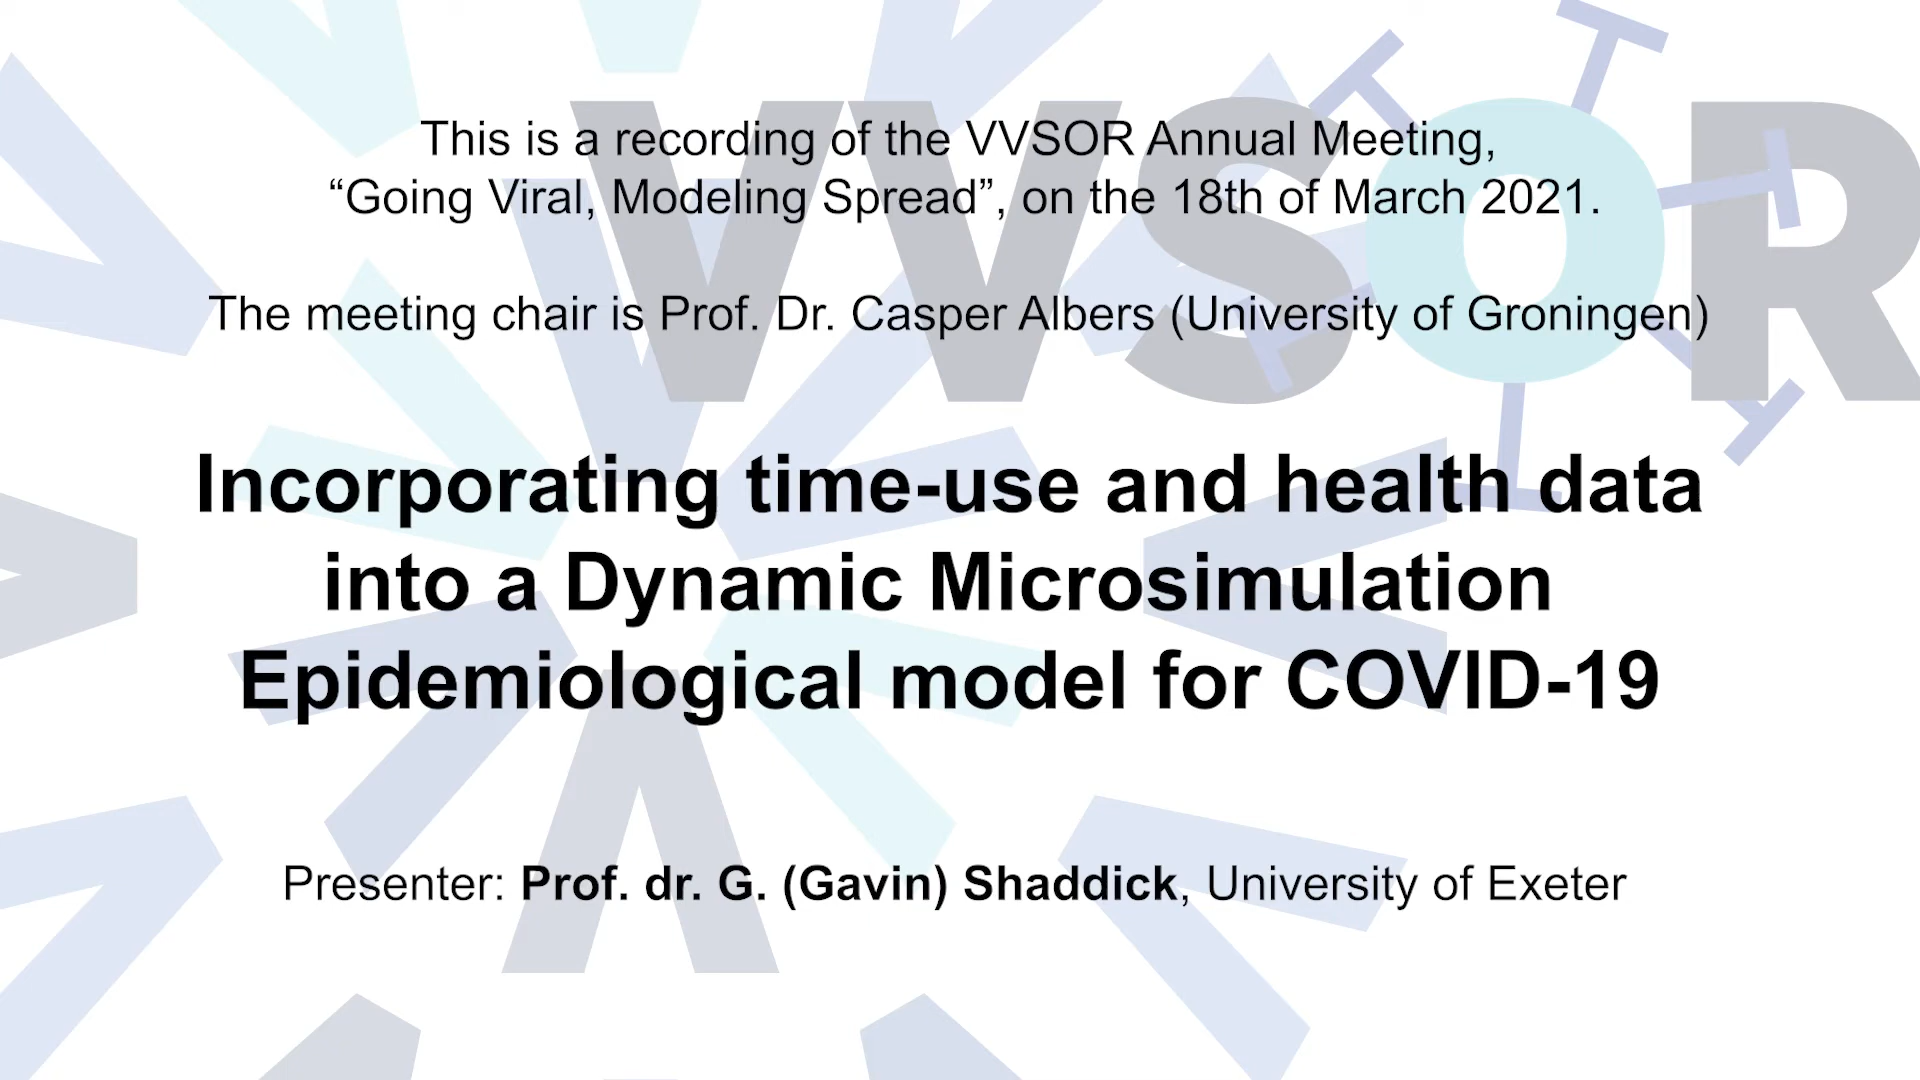 VVSOR
This is a recording of the VVSOR Annual Meeting,
“Going Viral, Modeling Spread”, on the 18th of March 2021.
The meeting chair is Prof. Dr. Casper Albers (University of Groningen)
Incorporating time-use and health data
into a Dynamic Microsimulation
Epidemiological model for COVID-19
Presenter: Prof. dr. G. (Gavin) Shaddick, University of Exeter